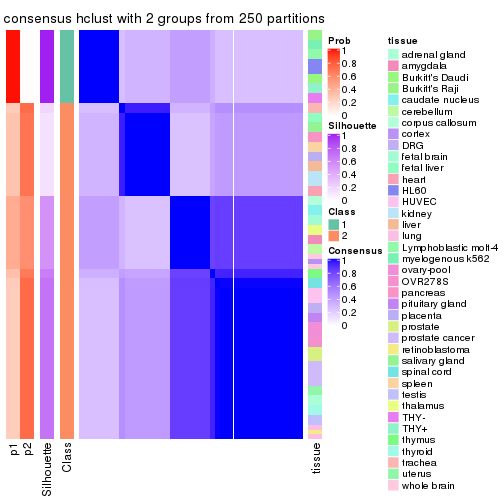 consensus hclust with 2 groups from 250 partitions
Prob
1
0.8
0.6
0.4
0.2
0
Silhouette
1
0.8
0.6
0.4
0.2
0
Class
1
2
Consensus
1
0.8
0.6
0.4
0.2
0
tissue
adrenal gland
amygdala
Burkitt's Daudi
Burkitt's Raji
caudate nucleus
cerebellum
corpus callosum
cortex
DRG
fetal brain
fetal liver
heart
HL60
HUVEC
kidney
liver
lung
Lymphoblastic molt-4
myelogenous k562
ovary-pool
OVR278S
pancreas
pituitary gland
placenta
prostate
prostate cancer
retinoblastoma
salivary gland
spinal cord
spleen
testis
thalamus
THY-
THY+
thymus
thyroid
trachea
uterus
whole brain
p1
p2
Silhouette
Class
tissue